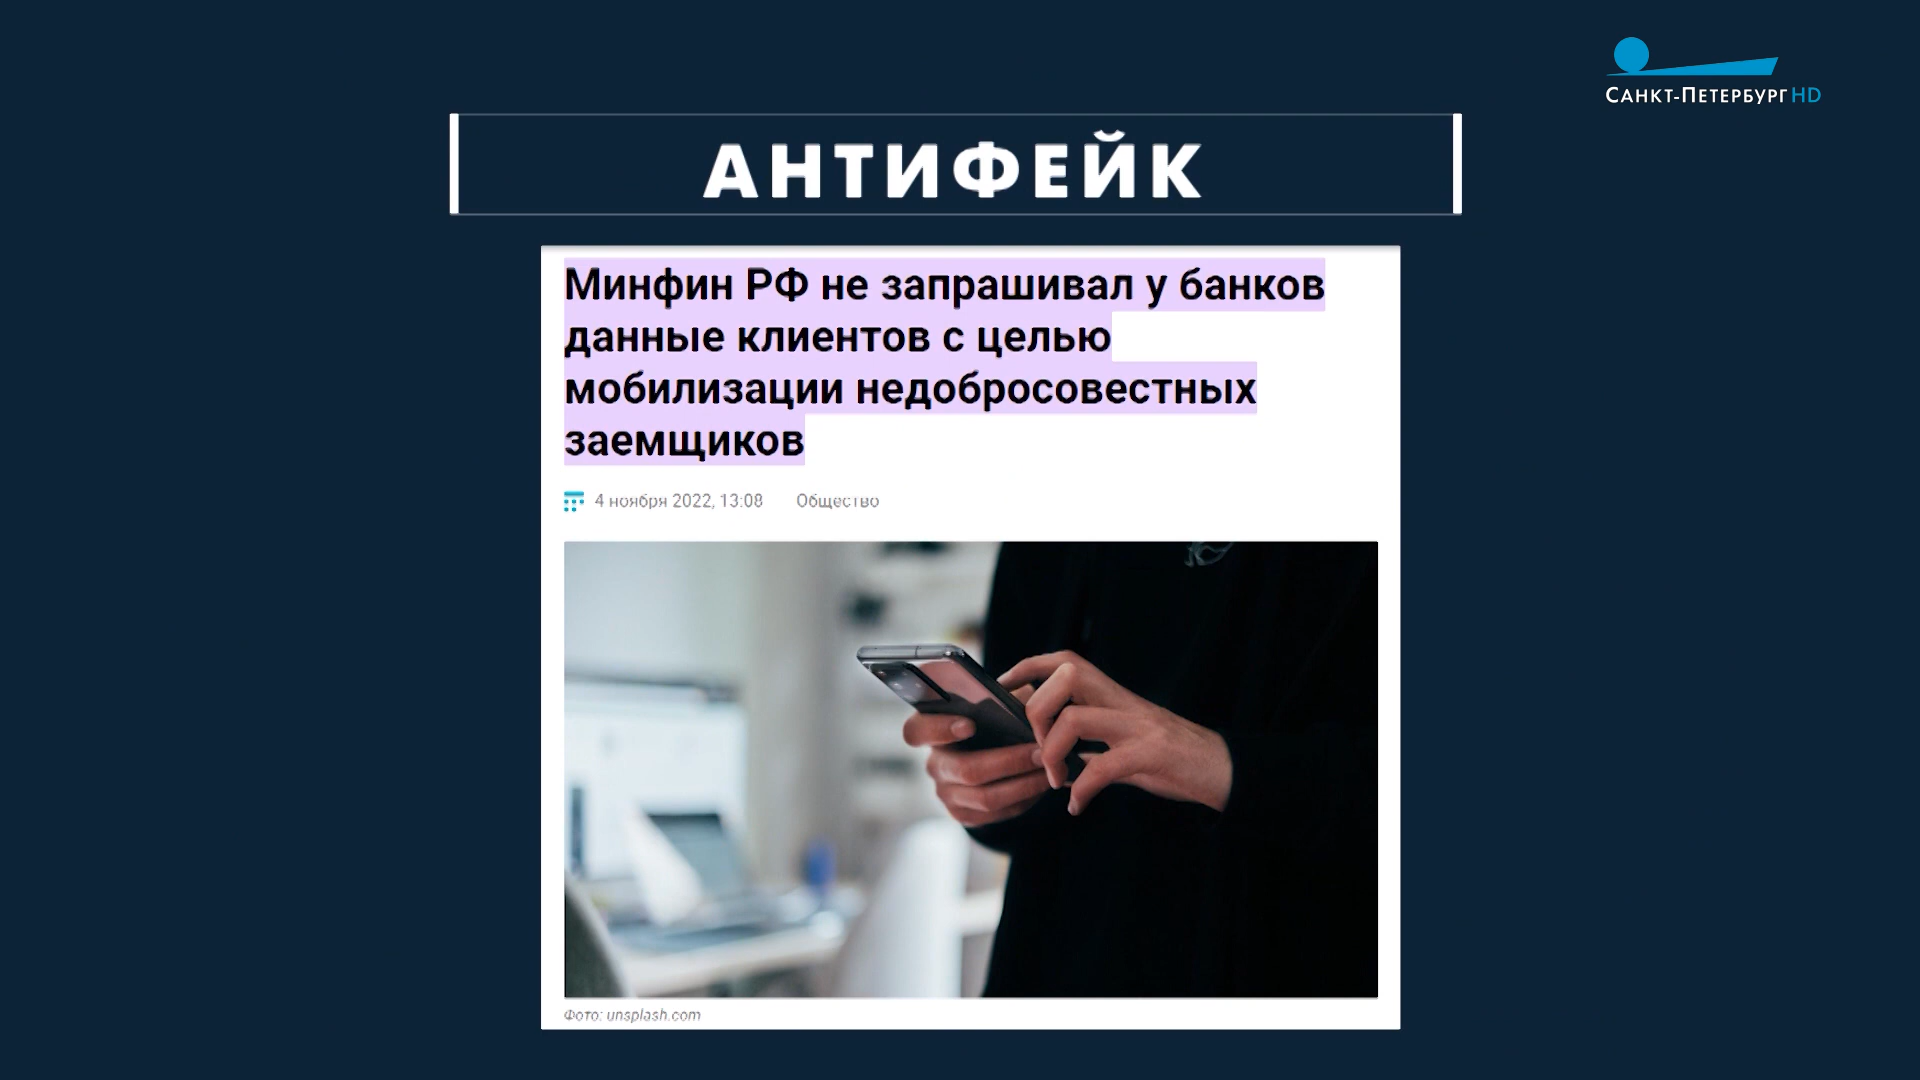 САНКТ-ПЕТЕРБУРГ HD
АНТИФЕЙК
Минфин РФ не запрашивал у банков
данные клиентов с целью
мобилизации недобросовестных
заемщиков
4 ноября 2022, 13:08 Общество
Фото: unsplash.com